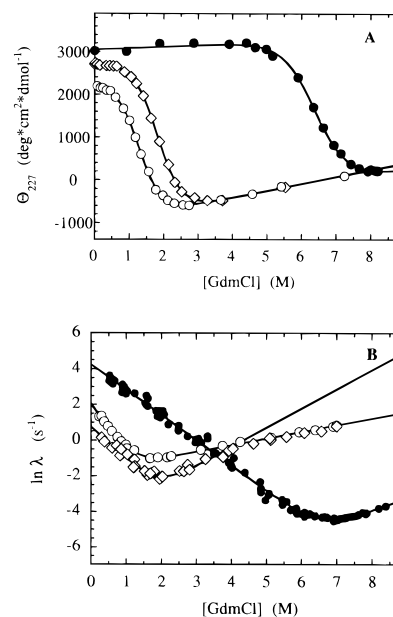 A
3000
2000
1000
0
-1000
Θ227 (deg*cm2*dmol-1)
0 1 2 3 4 5 6 7 8
[GdmCl] (M)
B
6
4
2
0
-2
-4
-6
ln λ (s-1)
0 1 2 3 4 5 6 7 8
[GdmCl] (M)